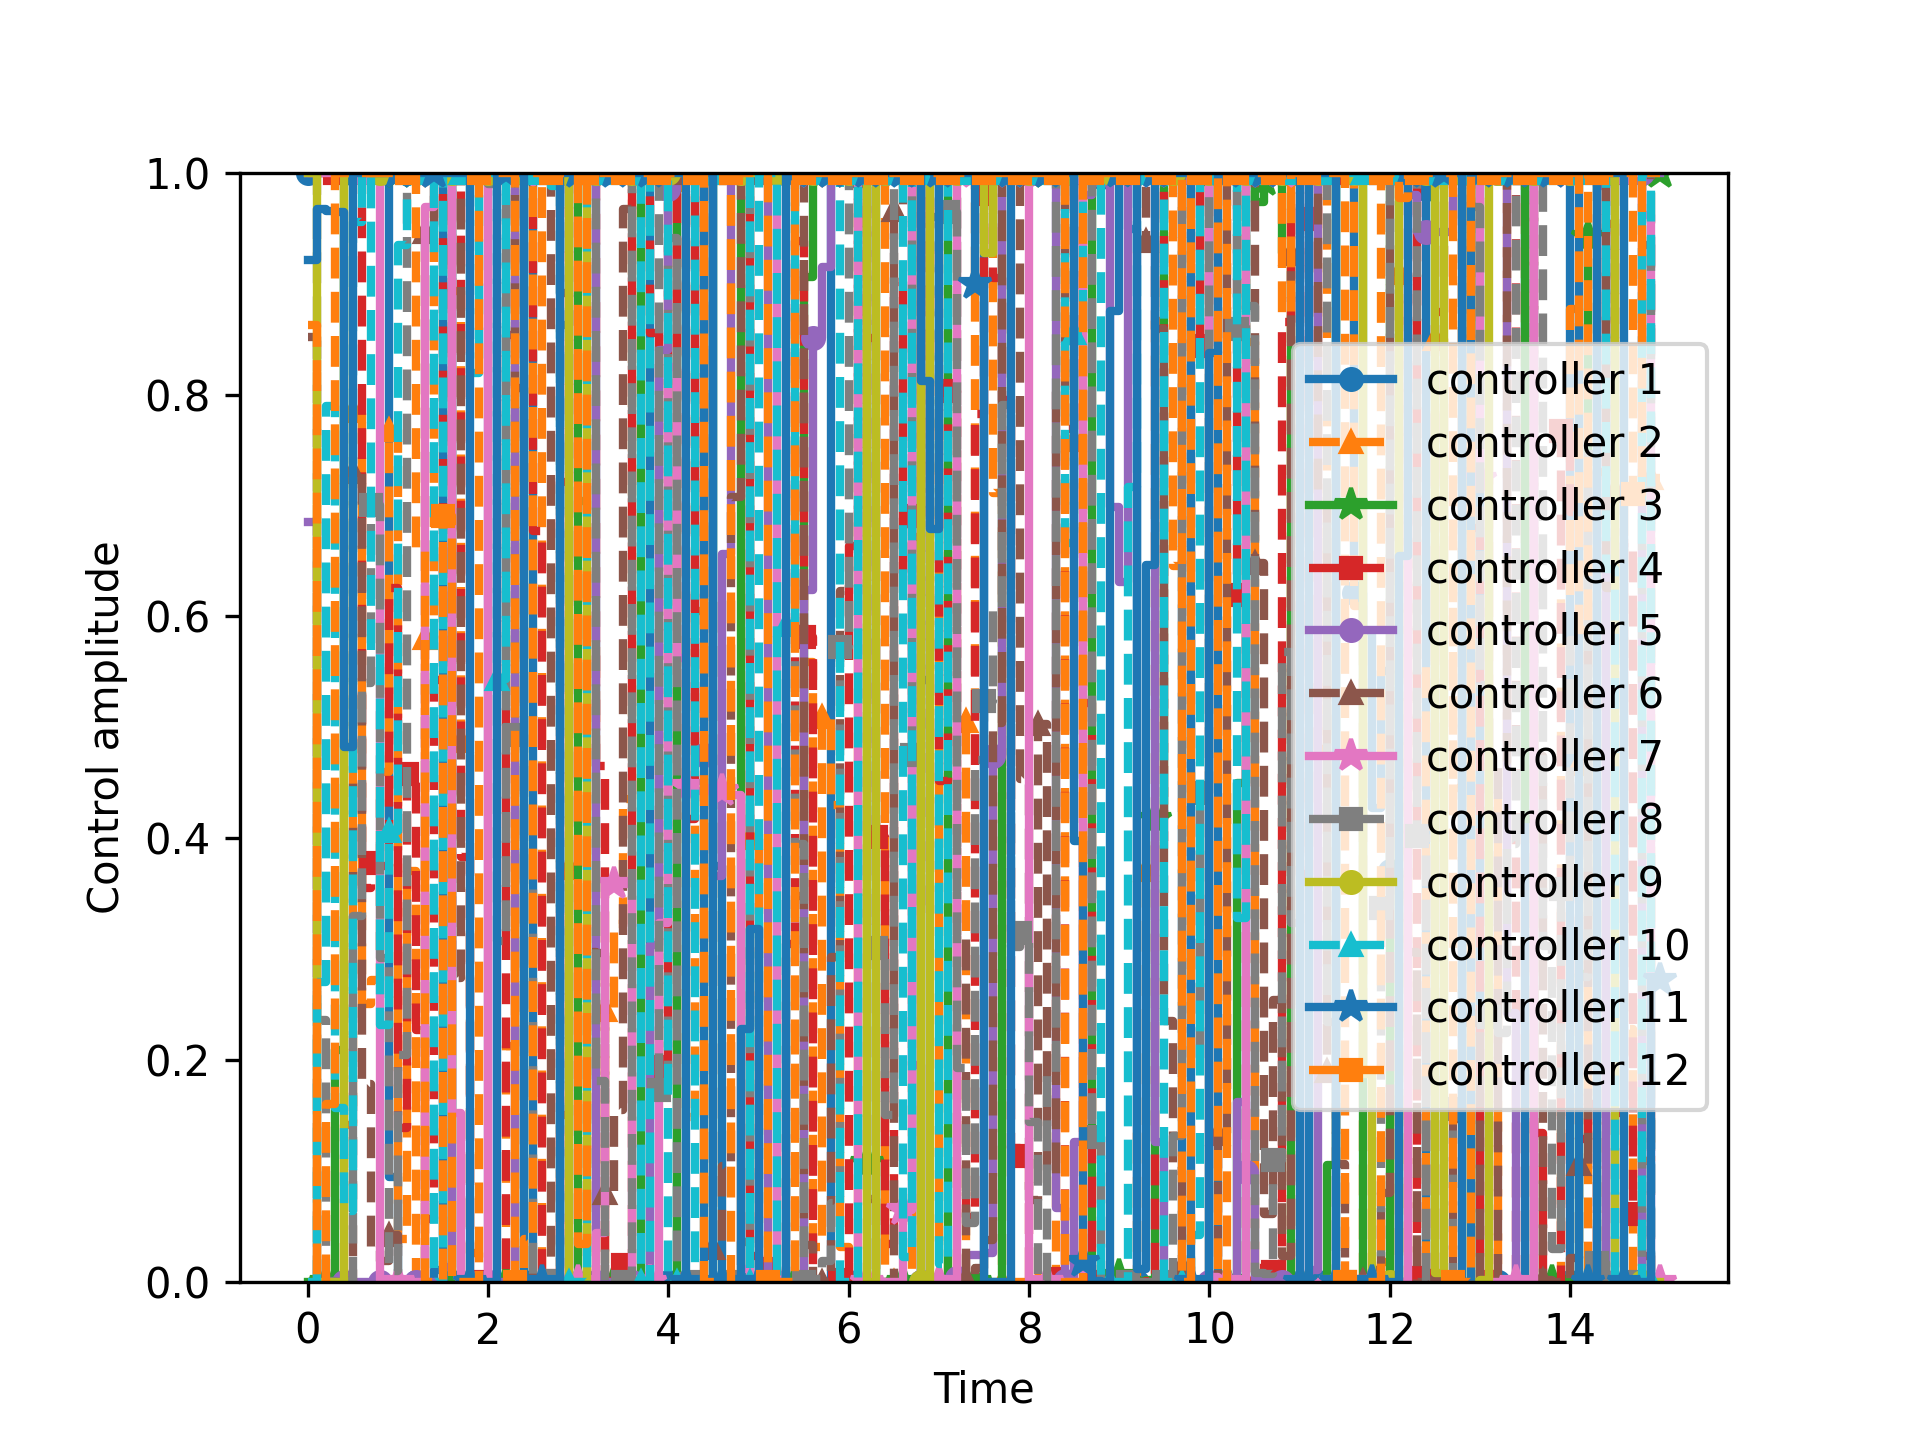 1.0
0.8
0.6
0.4
0.2
0.0
Control amplitude
0 2 4 6 8 10 12 14
Time
controller 1
controller 2
controller 3
controller 4
controller 5
controller 6
controller 7
controller 8
controller 9
controller 10
controller 11
controller 12